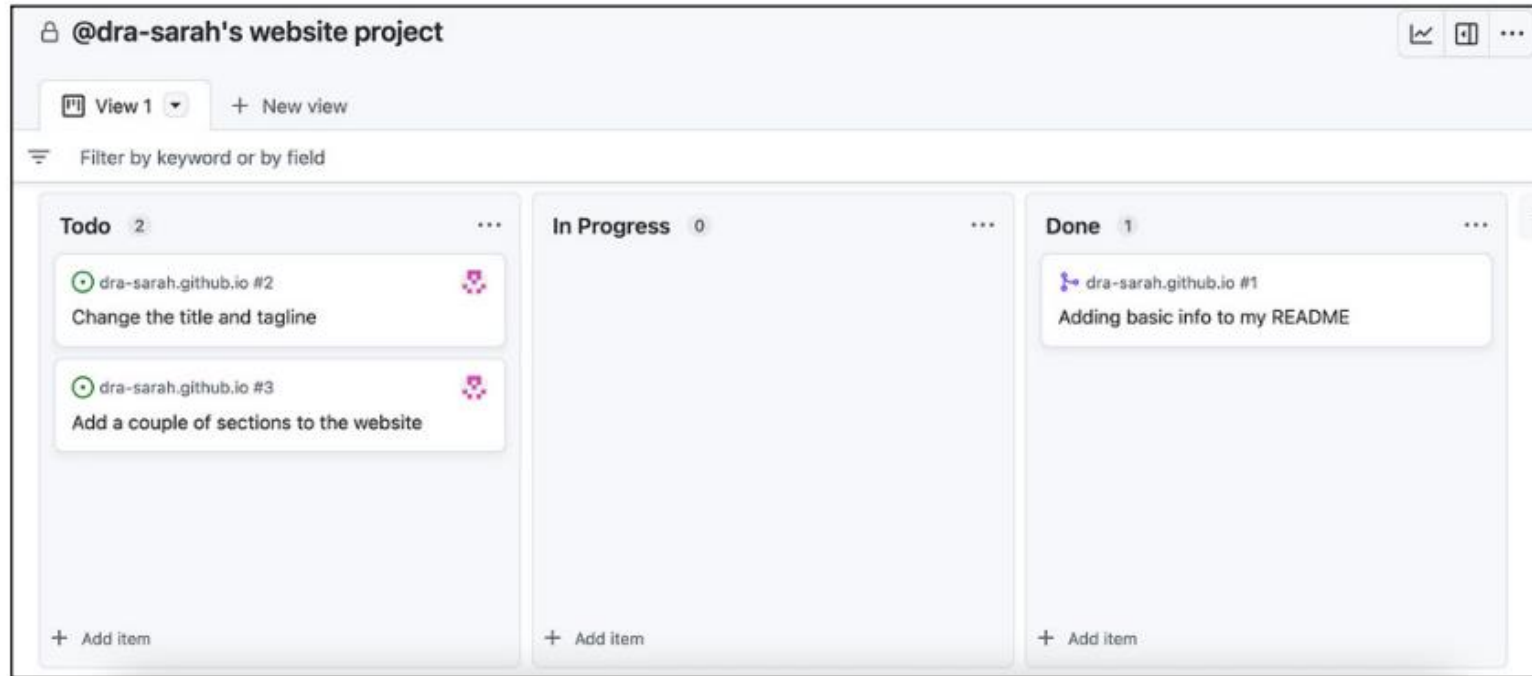 @dra-sarah's website project
View 1
+ New view
Filter by keyword or by field
Todo 2
dra-sarah.github.io #2
Change the title and tagline
dra-sarah.github.io #3
Add a couple of sections to the website
+ Add item
In Progress 0
+ Add item
Done 1
dra-sarah.github.io #1
Adding basic info to my README
+ Add item